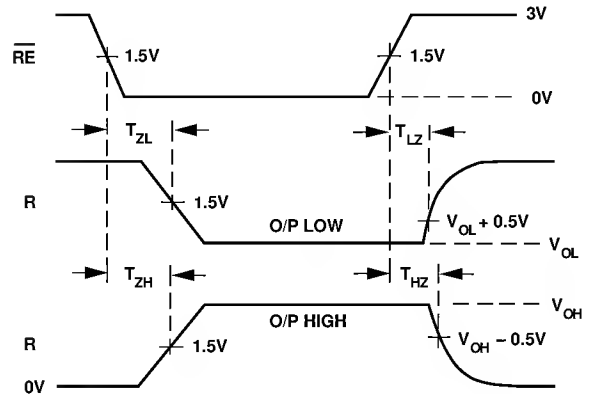 3V
RE
1.5V
1.5V
0V
TZL
TLZ
R
1.5V
O/P LOW
VOL + 0.5V
VOL
TZH
THZ
VOH
O/P HIGH
R
1.5V
VOH – 0.5V
0V